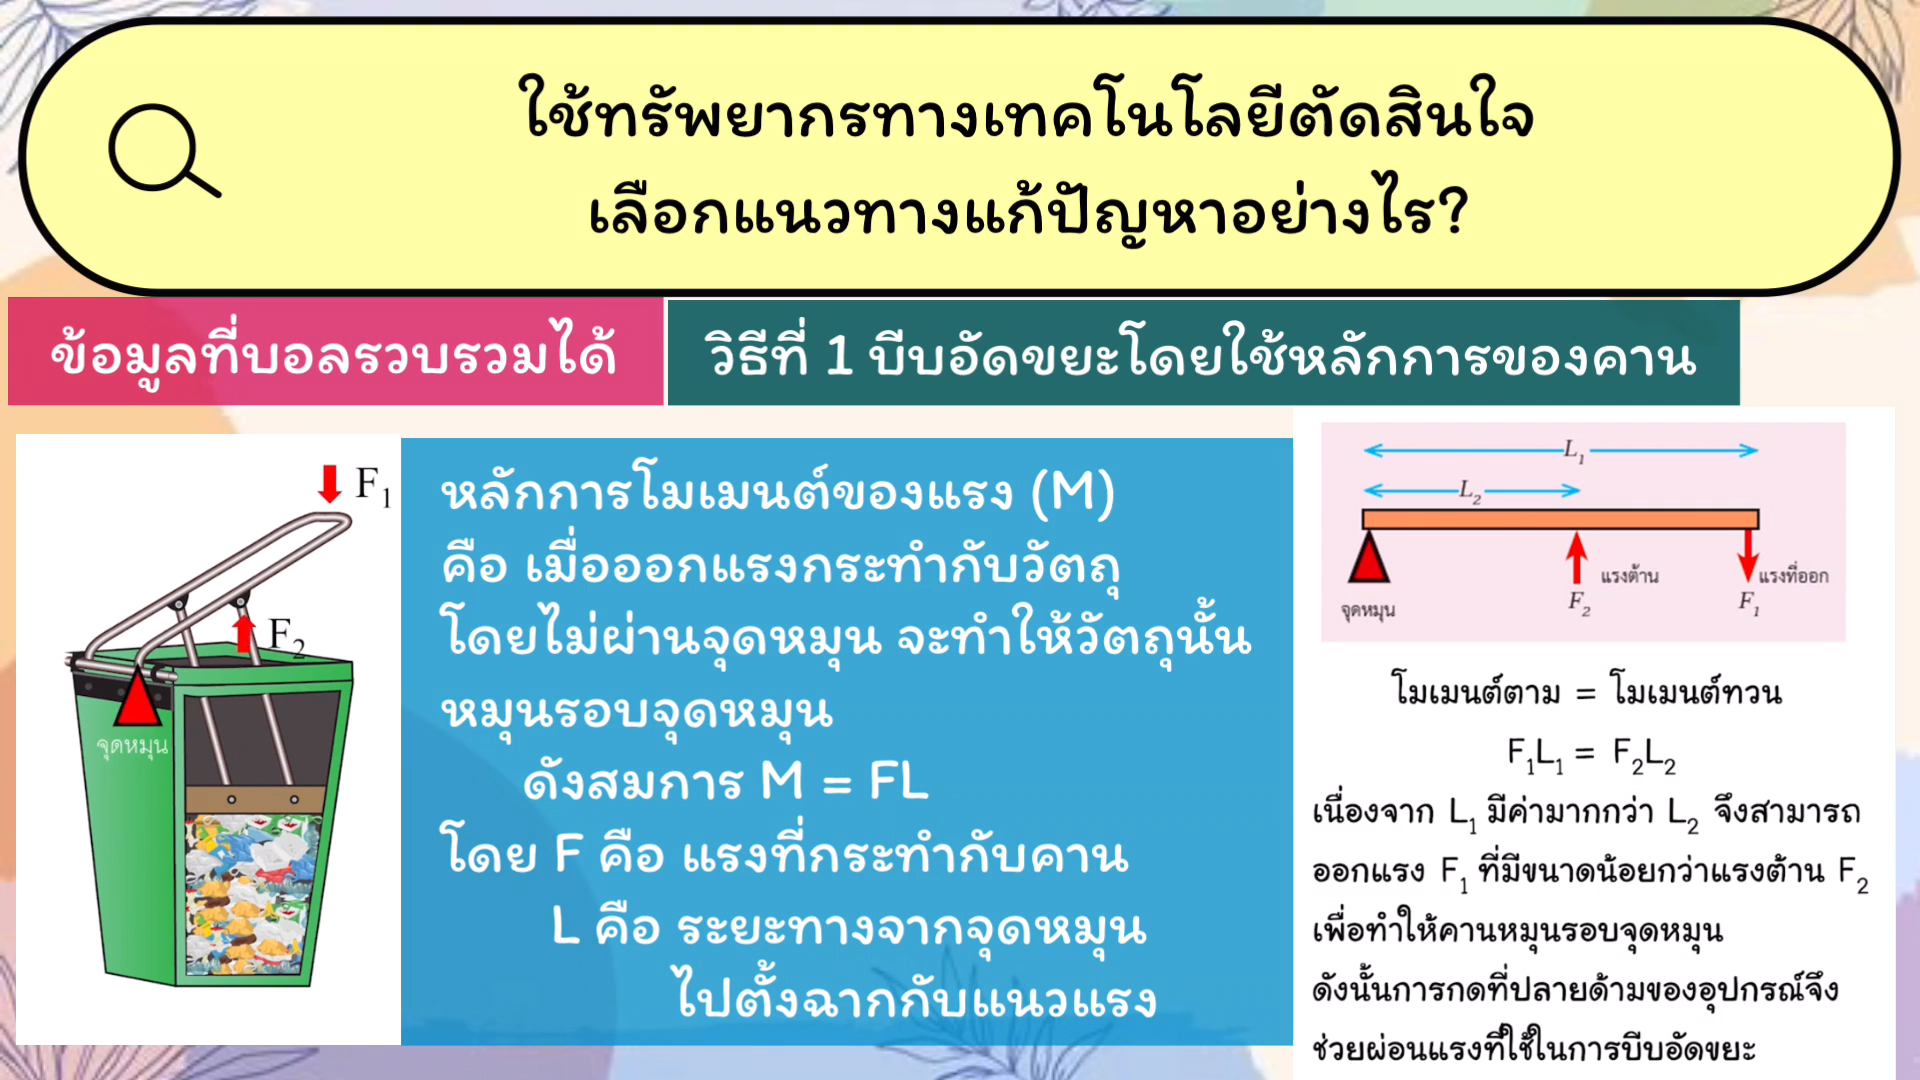 ใช้ทรัพยากรทางเทคโนโลยีตัดสินใจ
เลือกแนวทางแก้ปัญหาอย่างไร?
ข้อมูลที่บอลรวบรวมได้
วิธีที่ 1 บีบอัดขยะโดยใช้หลักการของคาน
F1
F2
จุดหมุน
หลักการโมเมนต์ของแรง (M)
คือ เมื่อออกแรงกระทำกับวัตถุ
โดยไม่ผ่านจุดหมุน จะทำให้วัตถุนั้น
หมุนรอบจุดหมุน
ดังสมการ M = FL
โดย F คือ แรงที่กระทำกับคาน
L คือ ระยะทางจากจุดหมุน
ไปตั้งฉากกับแนวแรง
L1
L2
แรงต้าน
แรงที่ออก
จุดหมุน
F2
F1
โมเมนต์ตาม = โมเมนต์ทวน
F1L1 = F2L2
เนื่องจาก L1 มีค่ามากกว่า L2 จึงสามารถ
ออกแรง F1 ที่มีขนาดน้อยกว่าแรงต้าน F2
เพื่อทำให้คานหมุนรอบจุดหมุน
ดังนั้นการกดที่ปลายด้ามของอุปกรณ์จึง
ช่วยผ่อนแรงที่ใช้ในการบีบอัดขยะ